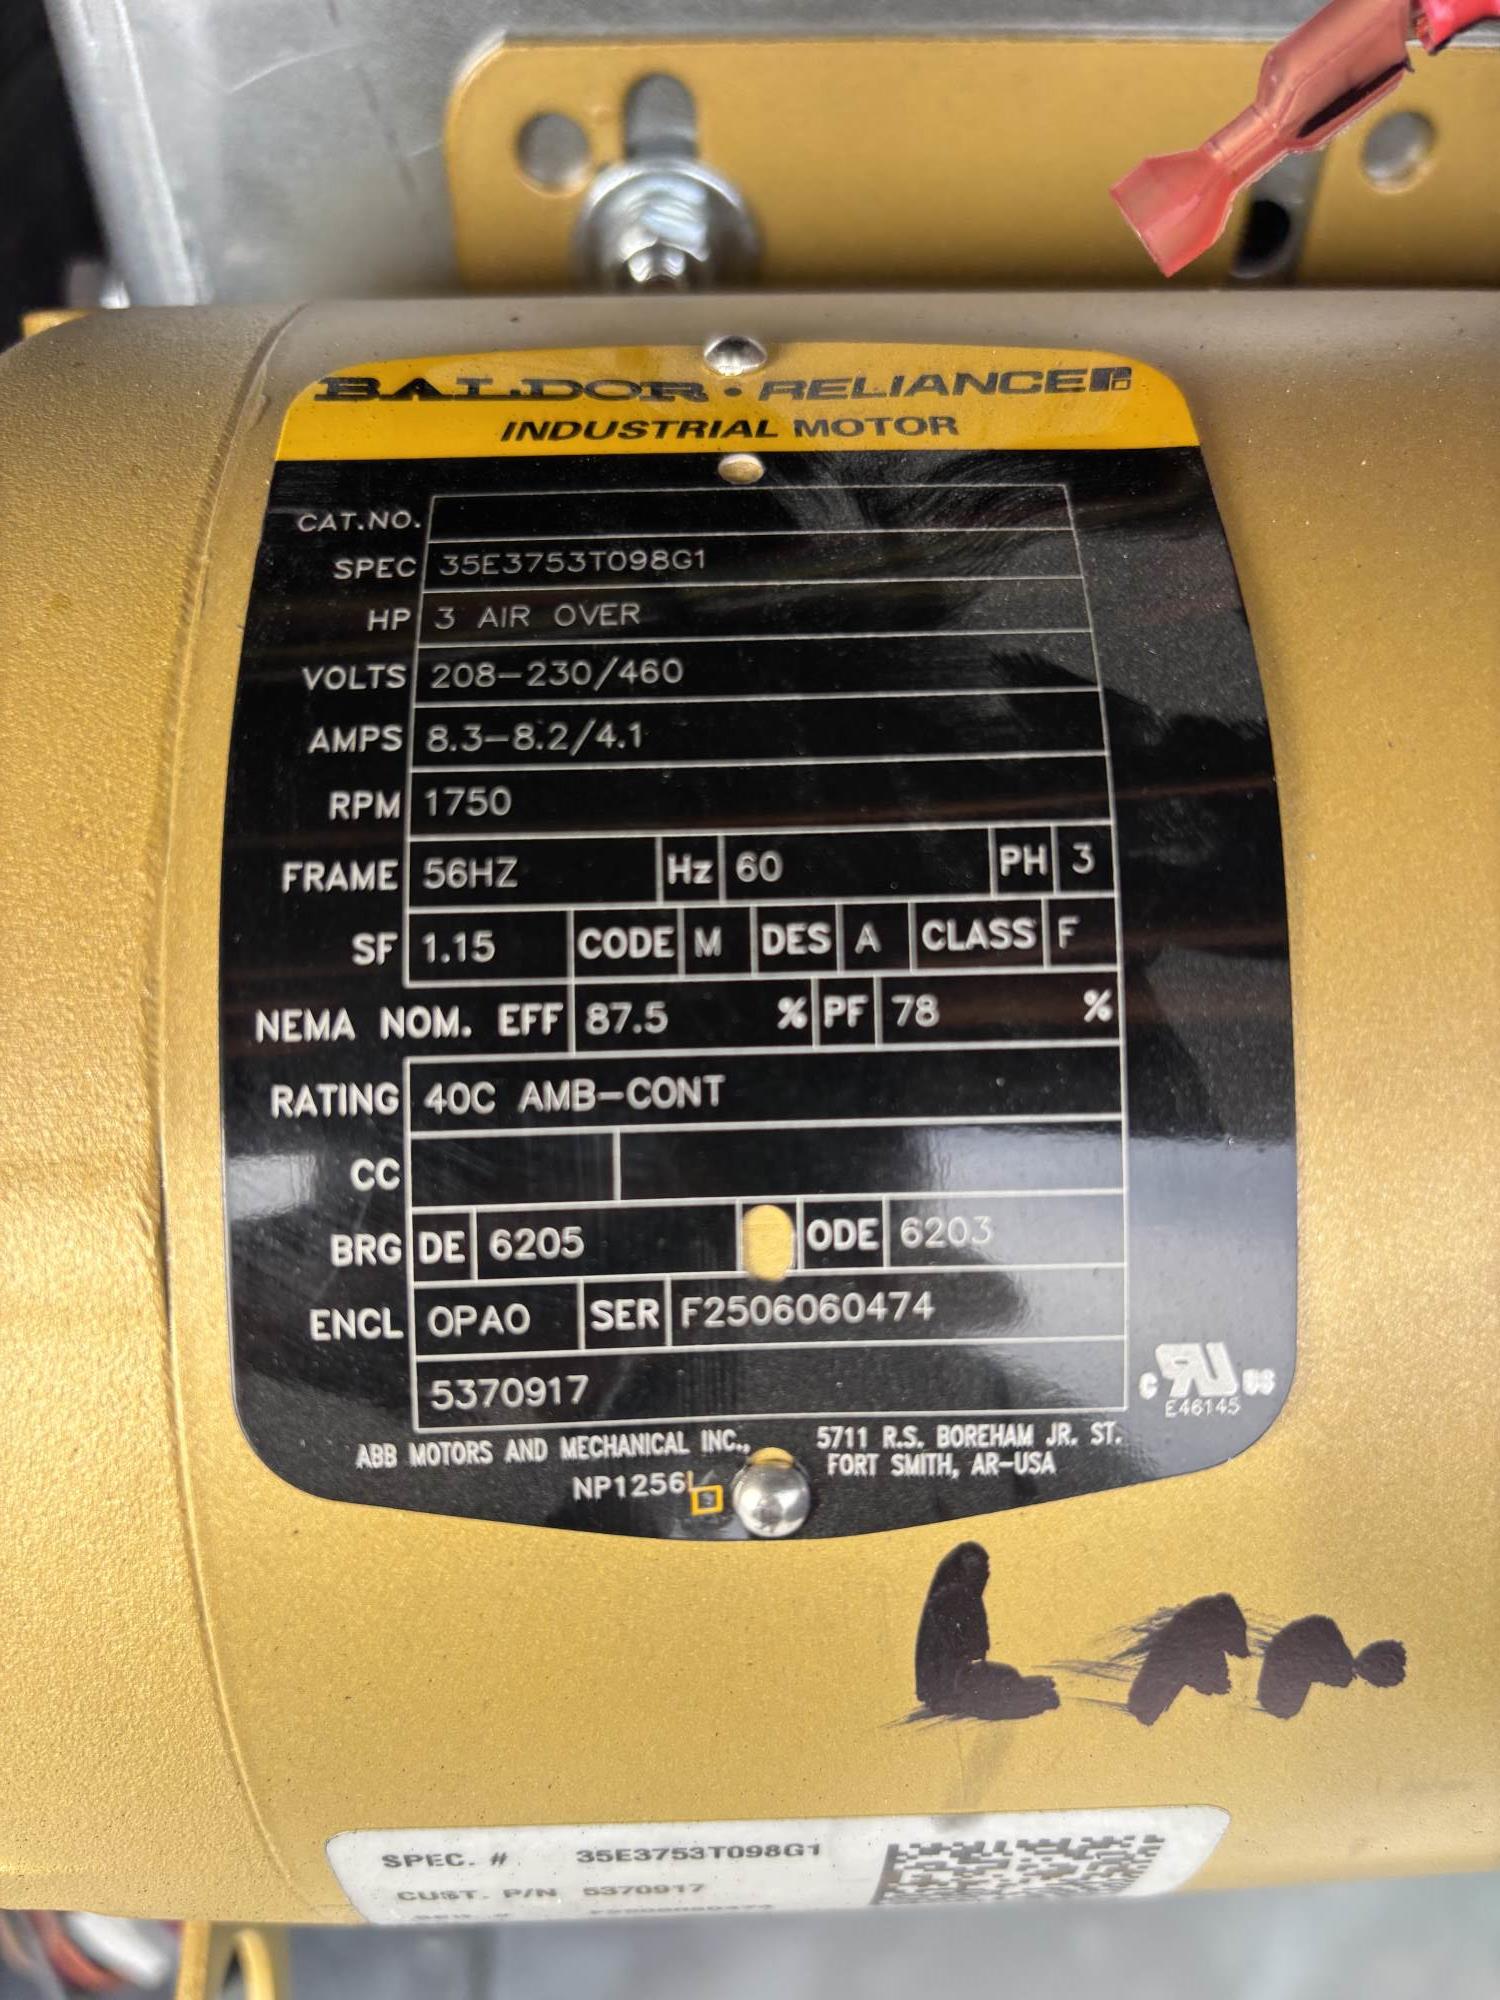 BALDOR • RELIANCE
INDUSTRIAL MOTOR
CAT.NO.
SPEC 35E3753T098G1
HP 3 AIR OVER
VOLTS 208-230/460
AMPS 8.3-8.2/4.1
RPM 1750
FRAME 56HZ Hz 60 PH 3
SF 1.15 CODE M DES A CLASS F
NEMA NOM. EFF 87.5 % PF 78 %
RATING 40C AMB-CONT
CC
BRG DE 6205 ODE 6203
ENCL OPAO SER F2506060474
5370917
c UR US
E46145
ABB MOTORS AND MECHANICAL INC., 5711 R.S. BOREHAM JR. ST.
FORT SMITH, AR-USA
NP1256L
SPEC. # 35E3753T098G1
CUST. P/N 5370917